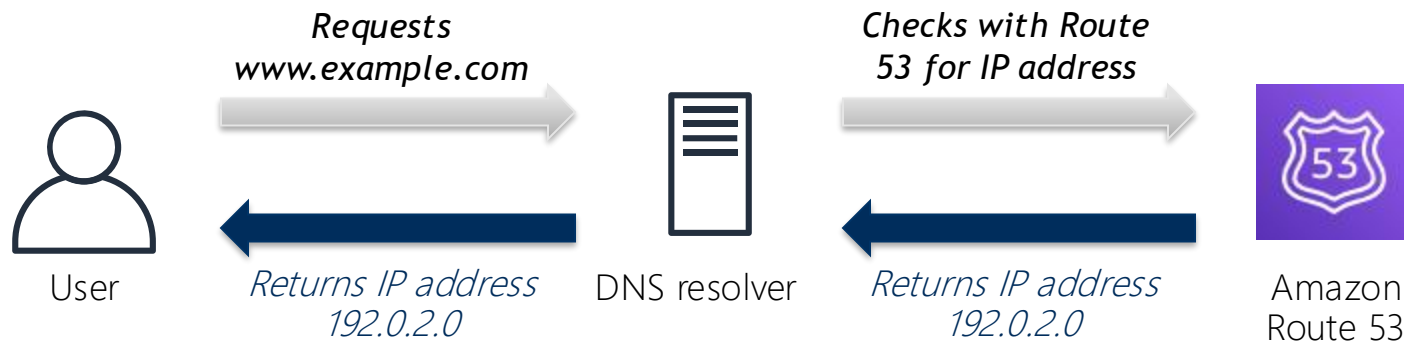 Requests
www.example.com
Checks with Route
53 for IP address
53
Returns IP address
192.0.2.0
Returns IP address
192.0.2.0
User
DNS resolver
Amazon
Route 53